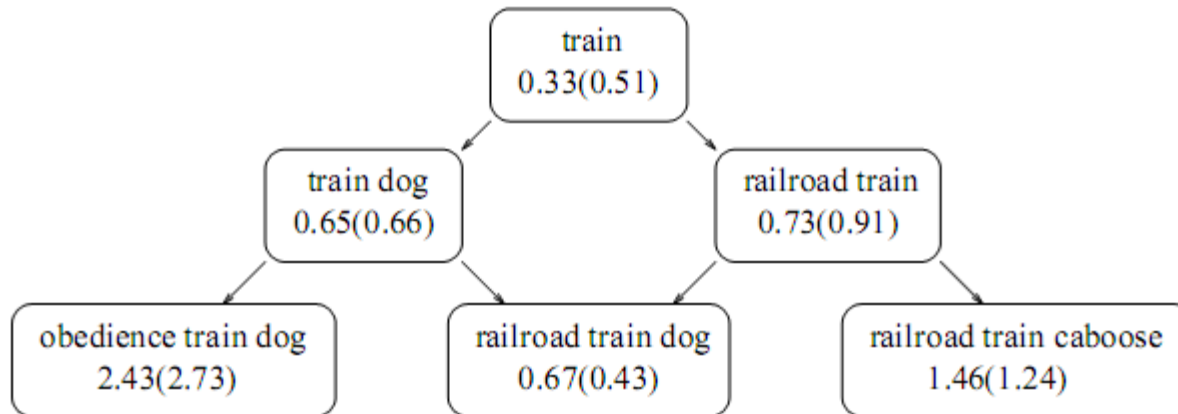 train
0.33(0.51)
train dog
0.65(0.66)
railroad train
0.73(0.91)
obedience train dog
2.43(2.73)
railroad train dog
0.67(0.43)
railroad train caboose
1.46(1.24)